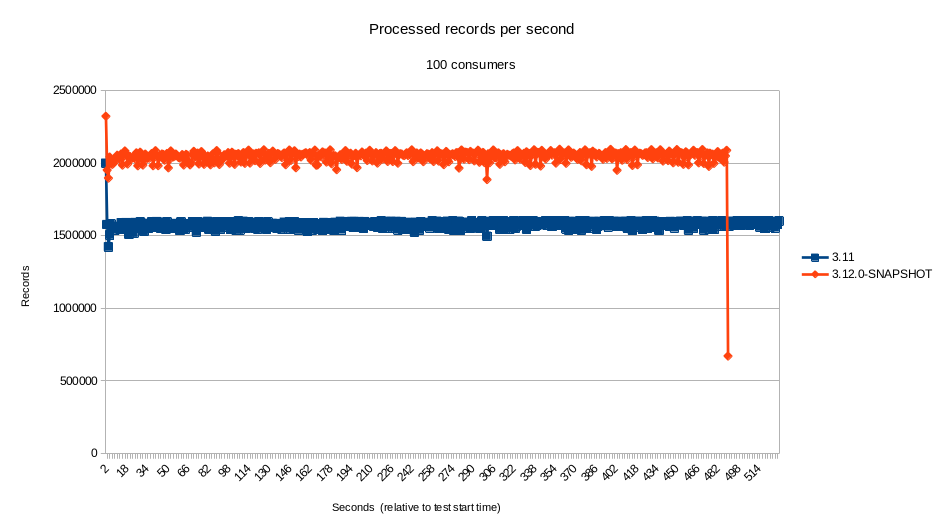 Processed records per second
100 consumers
2500000
2000000
1500000
1000000
500000
0
Records
2 18 34 50 66 82 98 114 130 146 162 178 194 210 226 242 258 274 290 306 322 338 354 370 386 402 418 434 450 466 482 498 514
Seconds (relative to test start time)
3.11
3.12.0-SNAPSHOT